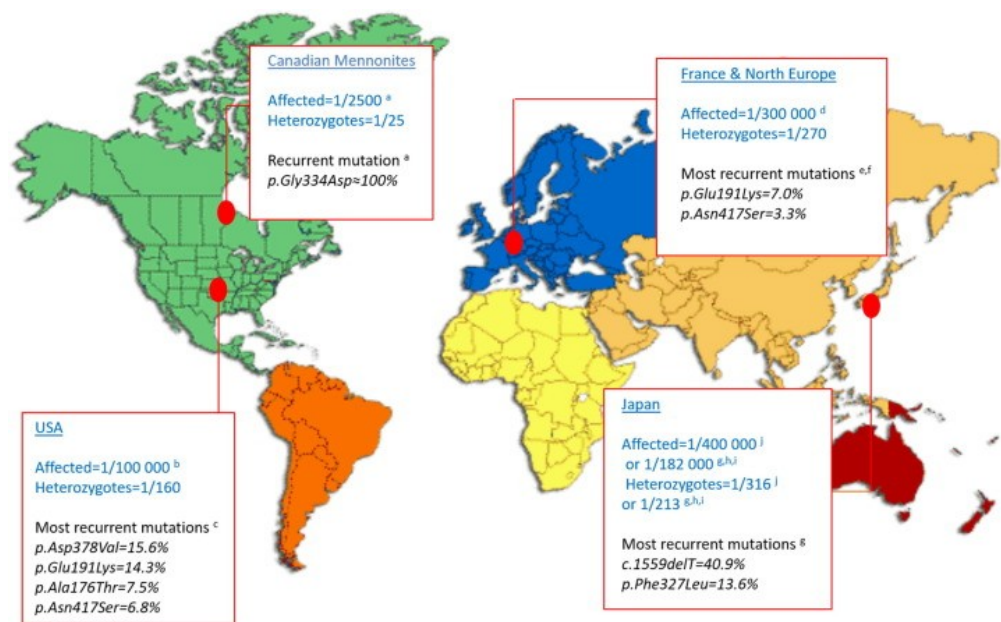 Canadian Mennonites
Affected=1/2500 ª
Heterozygotes=1/25
Recurrent mutation ª
p.Gly334Asp≈100%
France & North Europe
Affected=1/300 000 ᵈ
Heterozygotes=1/270
Most recurrent mutations ᵉ,ᶠ
p.Glu191Lys=7.0%
p.Asn417Ser=3.3%
USA
Affected=1/100 000 ᵇ
Heterozygotes=1/160
Most recurrent mutations ᶜ
p.Asp378Val=15.6%
p.Glu191Lys=14.3%
p.Ala176Thr=7.5%
p.Asn417Ser=6.8%
Japan
Affected=1/400 000 ʲ
or 1/182 000 ᵍ,ʰ,ⁱ
Heterozygotes=1/316 ʲ
or 1/213 ᵍ,ʰ,ⁱ
Most recurrent mutations ᵍ
c.1559delT=40.9%
p.Phe327Leu=13.6%